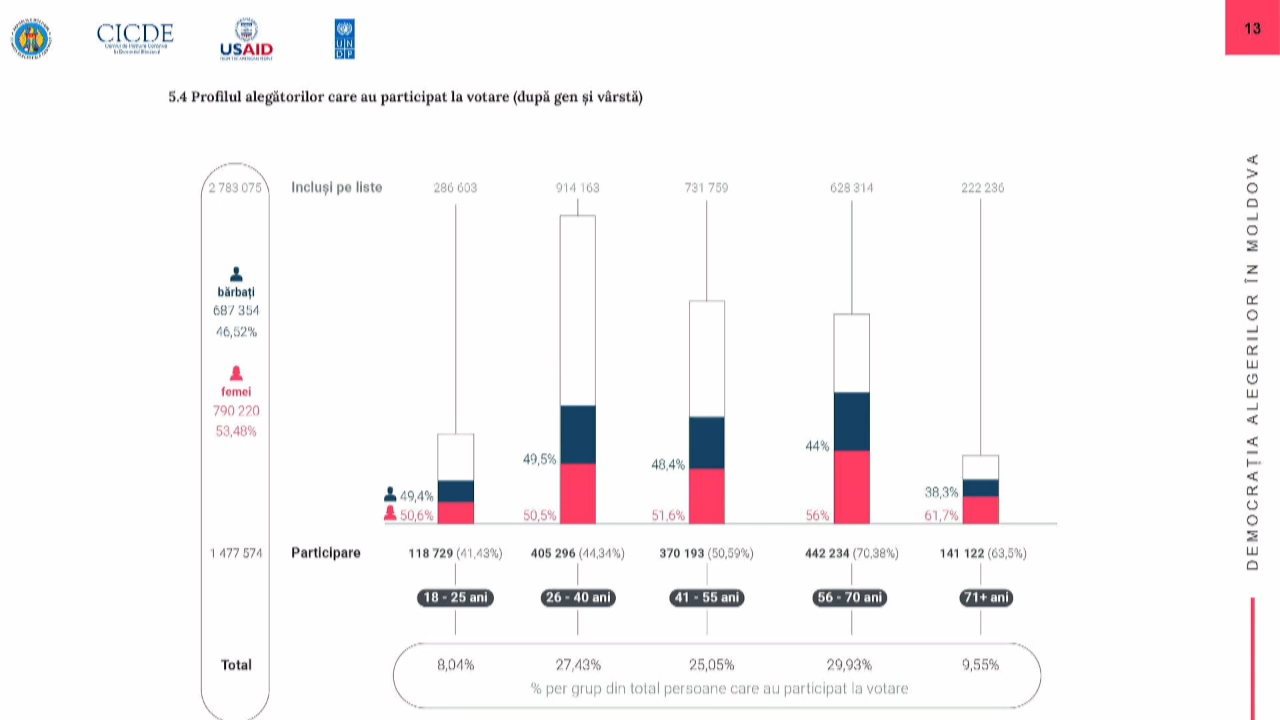 CICDE
USAID
FROM THE AMERICAN PEOPLE
U N
D P
13
5.4 Profilul alegătorilor care au participat la votare (după gen și vârstă)
2 783 075
Incluși pe liste
286 603
914 163
731 759
628 314
222 236
bărbați
687 354
46,52%
femei
790 220
53,48%
49,4%
50,6%
49,5%
50,5%
48,4%
51,6%
44%
56%
38,3%
61,7%
1 477 574
Participare
118 729 (41,43%)
405 296 (44,34%)
370 193 (50,59%)
442 234 (70,38%)
141 122 (63,5%)
18 - 25 ani
26 - 40 ani
41 - 55 ani
56 - 70 ani
71+ ani
Total
8,04%
27,43%
25,05%
29,93%
9,55%
% per grup din total persoane care au participat la votare
DEMOCRAȚIA ALEGERILOR ÎN MOLDOVA